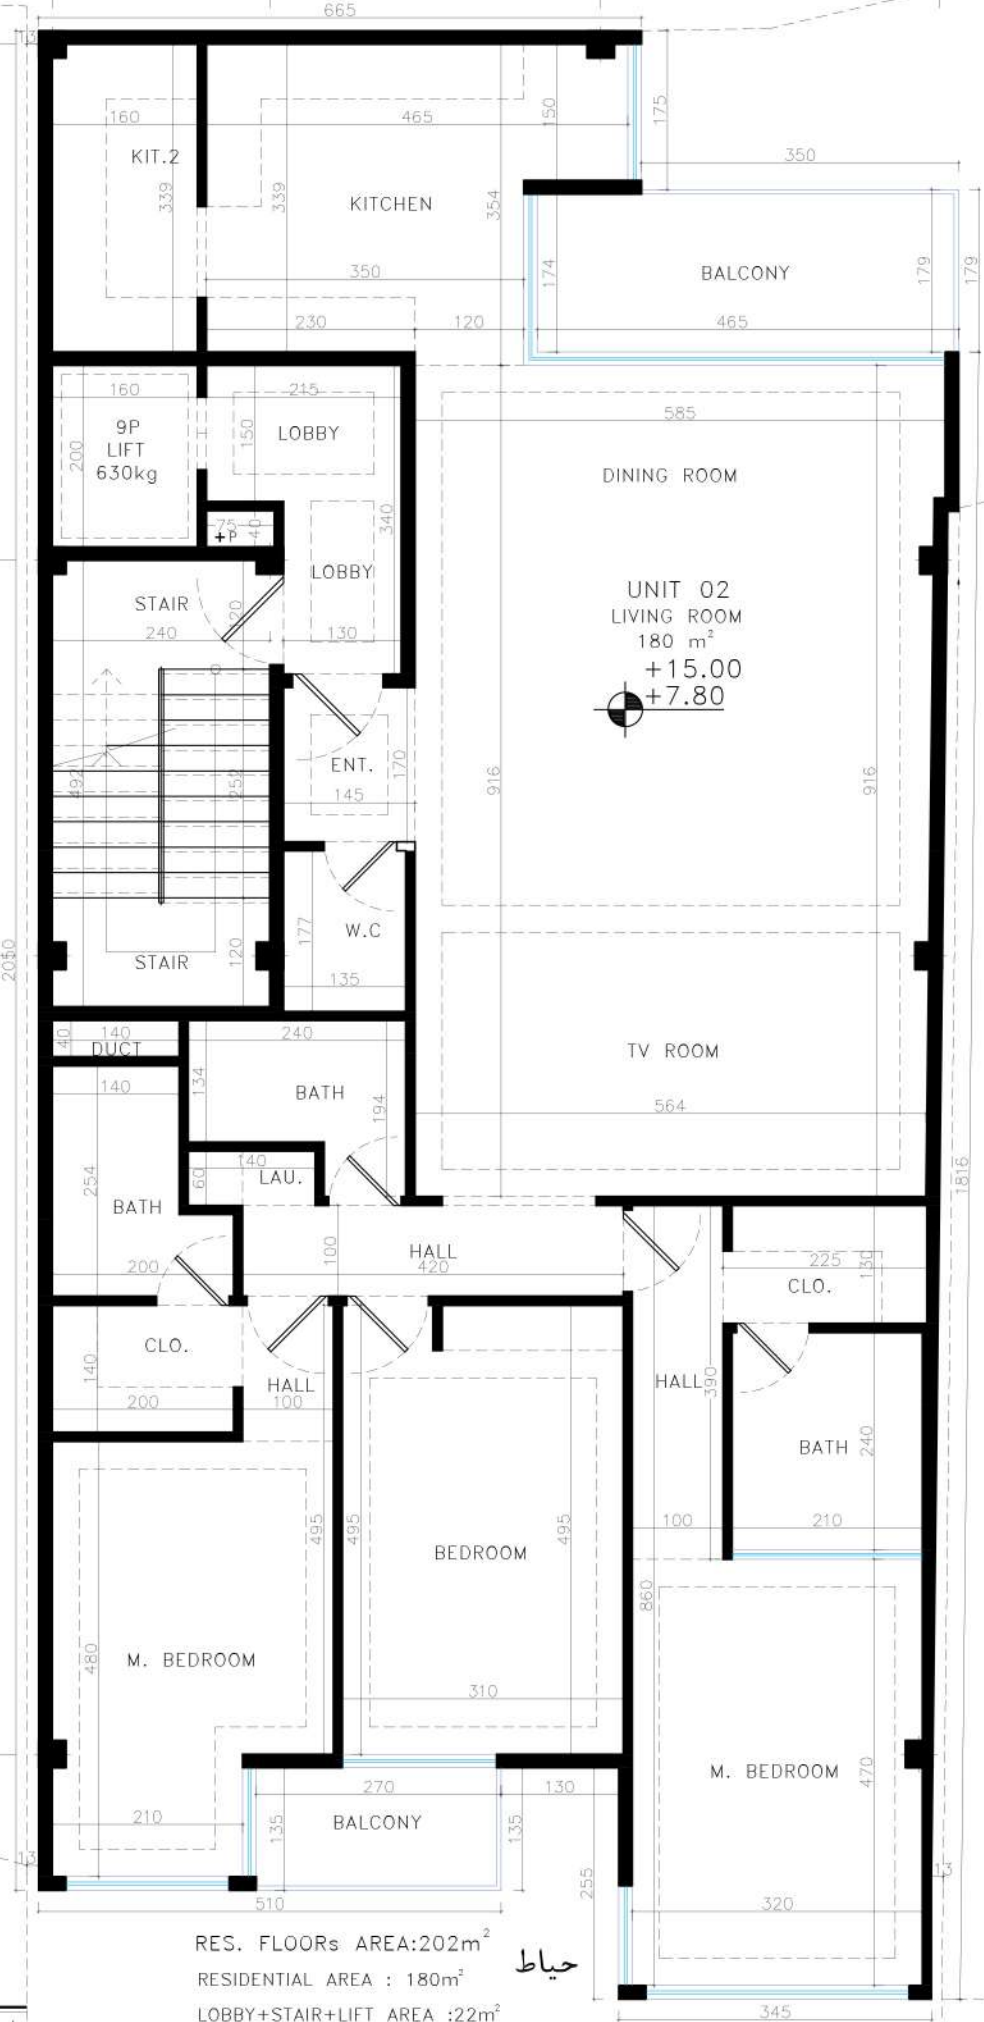 665
13
160
465
150
175
KIT.2
350
339
339
KITCHEN
354
350
174
BALCONY
179
179
230
120
465
160
215
585
9P
LIFT
630kg
200
150
LOBBY
340
DINING ROOM
75
40
+P
LOBBY
STAIR
120
240
130
UNIT 02
LIVING ROOM
180 m²
+15.00
+7.80
ENT.
170
145
492
252
916
916
W.C
177
135
STAIR
120
40
140
DUCT
240
140
134
BATH
194
TV ROOM
564
254
60
140
LAU.
1816
BATH
200
100
HALL
420
225
130
CLO.
CLO.
140
200
HALL
100
HALL
390
BATH
240
100
210
495
495
495
BEDROOM
860
M. BEDROOM
480
310
M. BEDROOM
470
270
130
210
135
BALCONY
135
13
13
255
510
320
RES. FLOORs AREA:202m²
حياط
RESIDENTIAL AREA : 180m²
LOBBY+STAIR+LIFT AREA :22m²
345